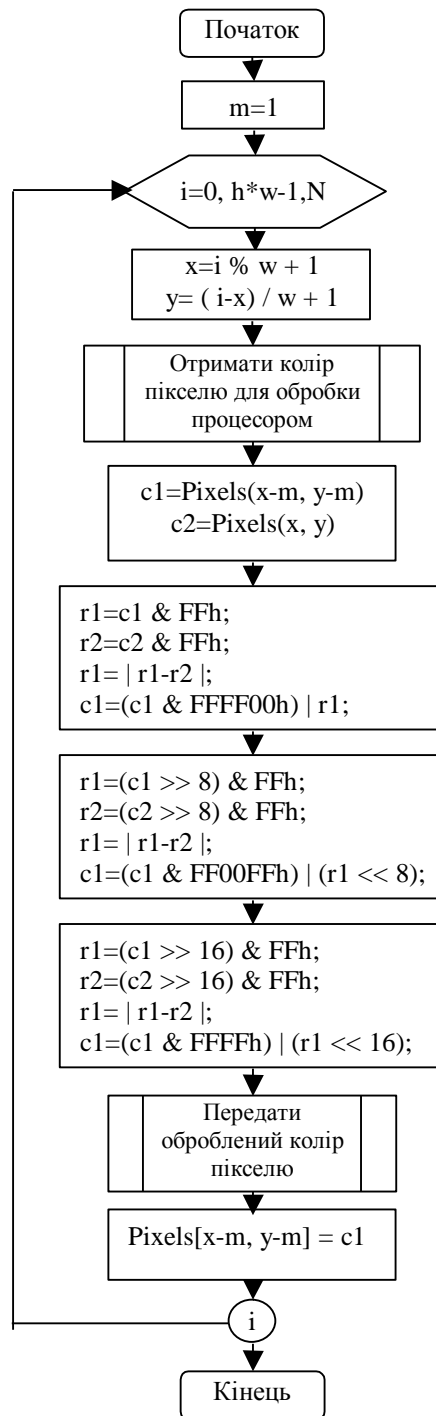 Початок
m=1
i=0, h*w-1,N
x=i % w + 1
y= ( i-x) / w + 1
Отримати колір
пікселю для обробки
процесором
c1=Pixels(x-m, y-m)
c2=Pixels(x, y)
r1=c1 & FFh;
r2=c2 & FFh;
r1= | r1-r2 |;
c1=(c1 & FFFF00h) | r1;
r1=(c1 >> 8) & FFh;
r2=(c2 >> 8) & FFh;
r1= | r1-r2 |;
c1=(c1 & FF00FFh) | (r1 << 8);
r1=(c1 >> 16) & FFh;
r2=(c2 >> 16) & FFh;
r1= | r1-r2 |;
c1=(c1 & FFFFh) | (r1 << 16);
Передати
оброблений колір
пікселю
Pixels[x-m, y-m] = c1
i
Кінець